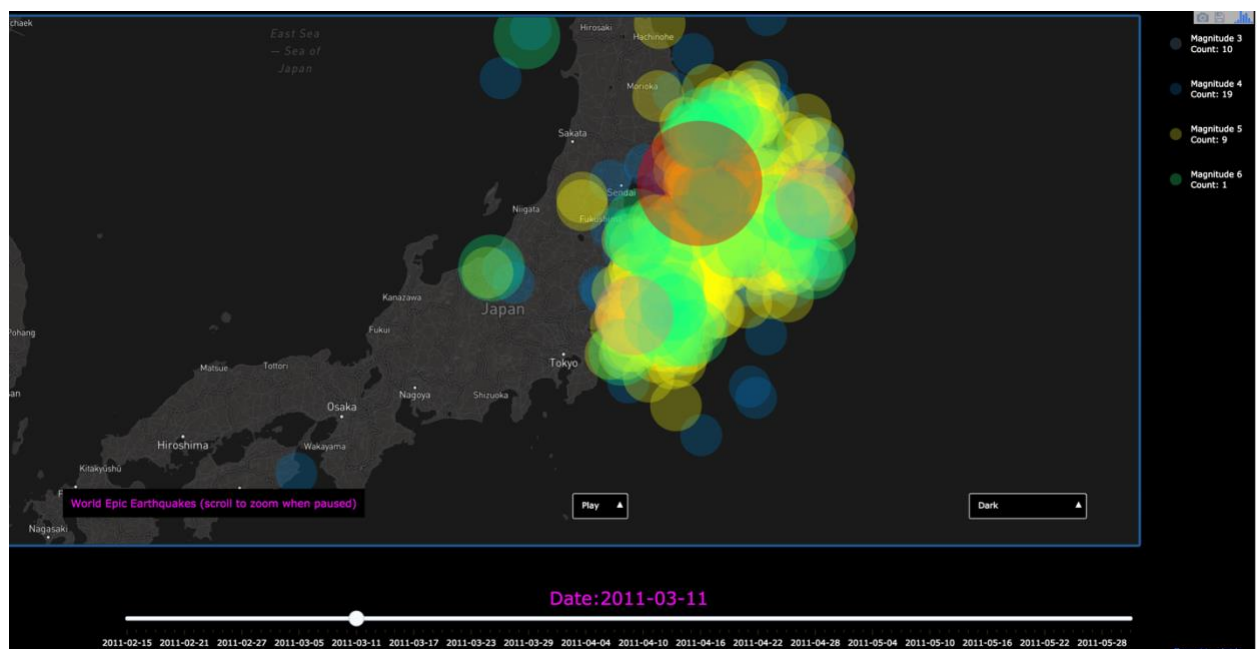 chaek
East Sea
— Sea of
Japan
Hirosaki
Hachinohe
Morioka
Sakata
Sendai
Niigata
Kanazawa
Japan
Fukui
Pohang
Matsue
Tottori
Tokyo
Nagoya
Shizuoka
Osaka
Hiroshima
Wakayama
Kitakyūshū
Nagasaki
World Epic Earthquakes (scroll to zoom when paused)
Play
Dark
Magnitude 3
Count: 10
Magnitude 4
Count: 19
Magnitude 5
Count: 9
Magnitude 6
Count: 1
Date:2011-03-11
2011-02-15 2011-02-21 2011-02-27 2011-03-05 2011-03-11 2011-03-17 2011-03-23 2011-03-29 2011-04-04 2011-04-10 2011-04-16 2011-04-22 2011-04-28 2011-05-04 2011-05-10 2011-05-16 2011-05-22 2011-05-28